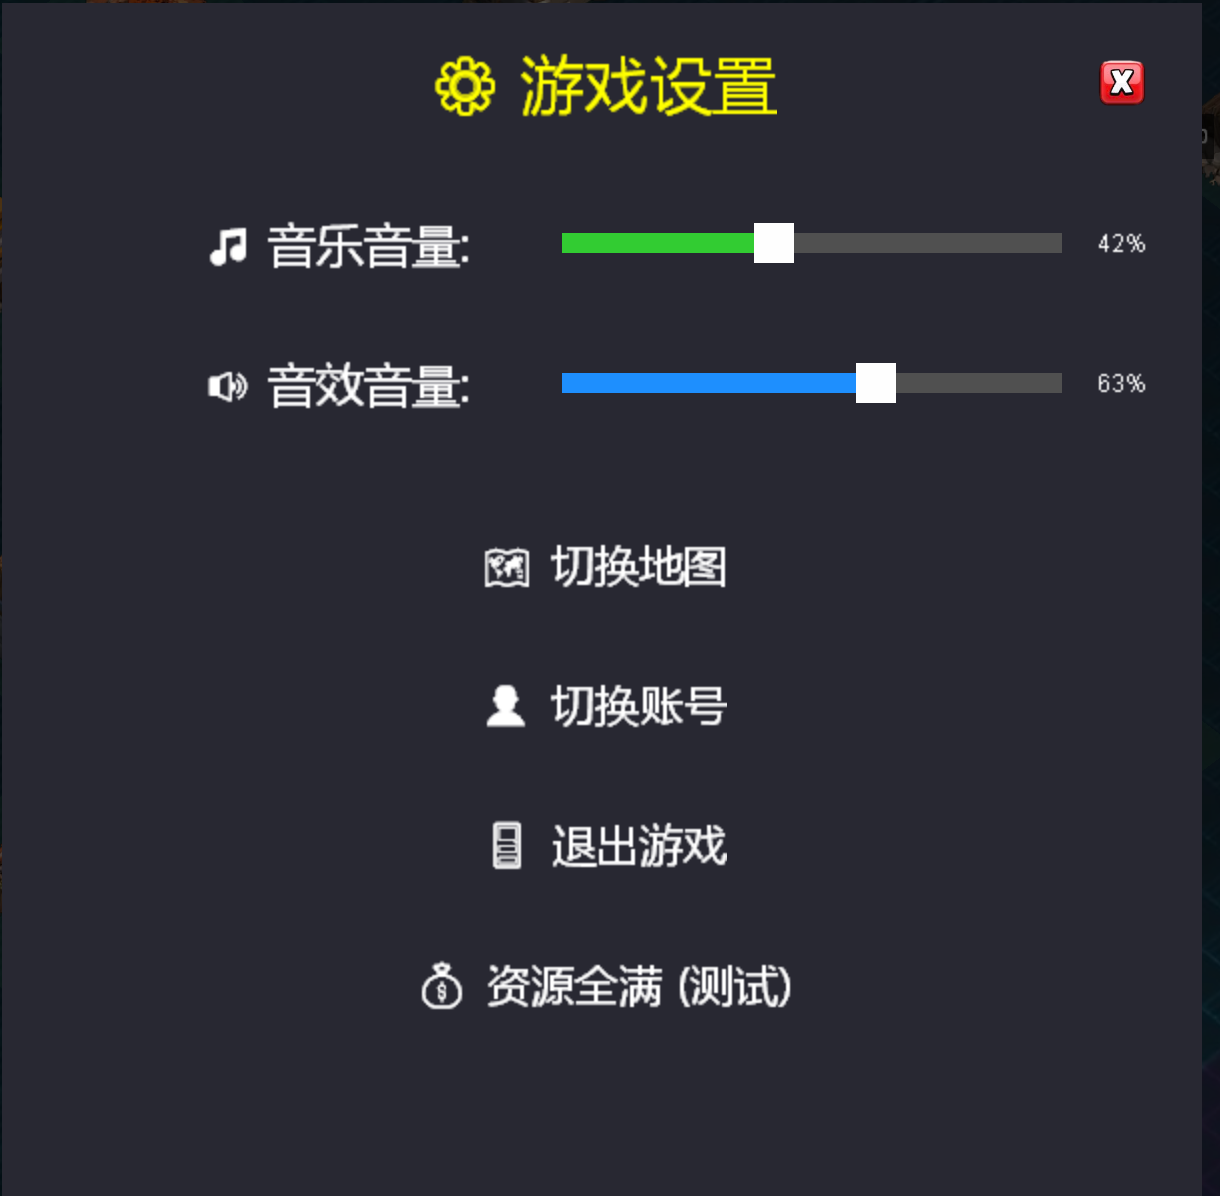 游戏设置
音乐音量:
42%
音效音量:
63%
切换地图
切换账号
退出游戏
资源全满 (测试)